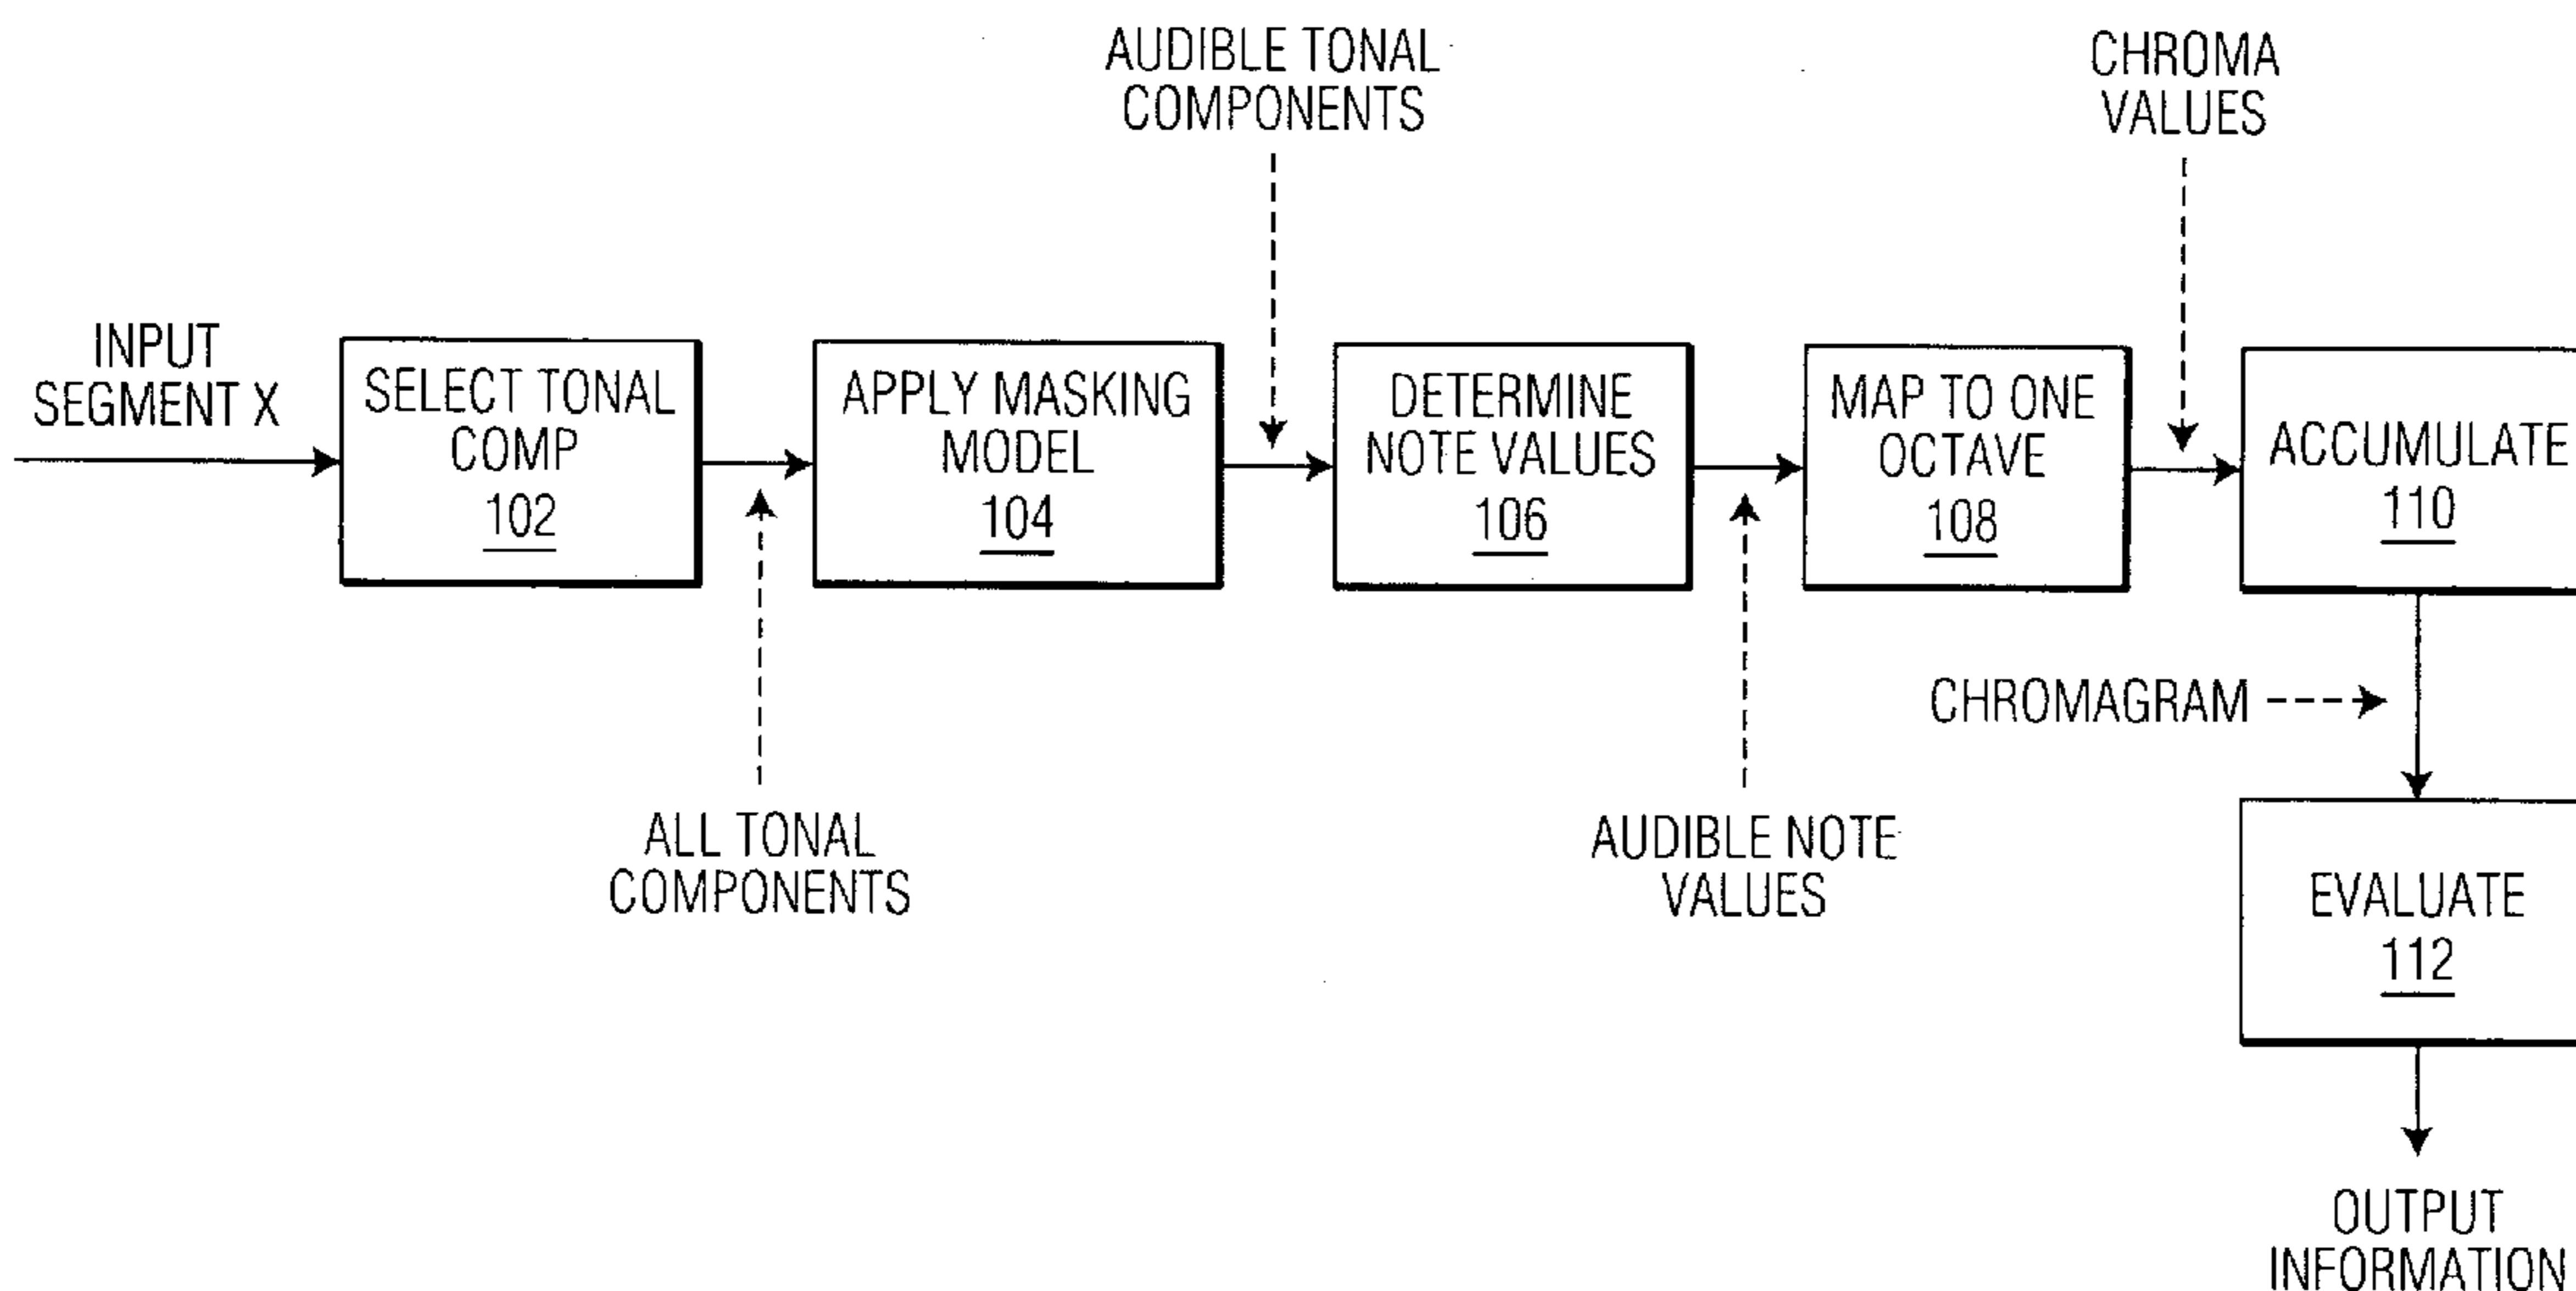 AUDIBLE TONAL
COMPONENTS
CHROMA
VALUES
INPUT
SEGMENT X
SELECT TONAL
COMP
102
APPLY MASKING
MODEL
104
DETERMINE
NOTE VALUES
106
MAP TO ONE
OCTAVE
108
ACCUMULATE
110
CHROMAGRAM
ALL TONAL
COMPONENTS
AUDIBLE NOTE
VALUES
EVALUATE
112
OUTPUT
INFORMATION